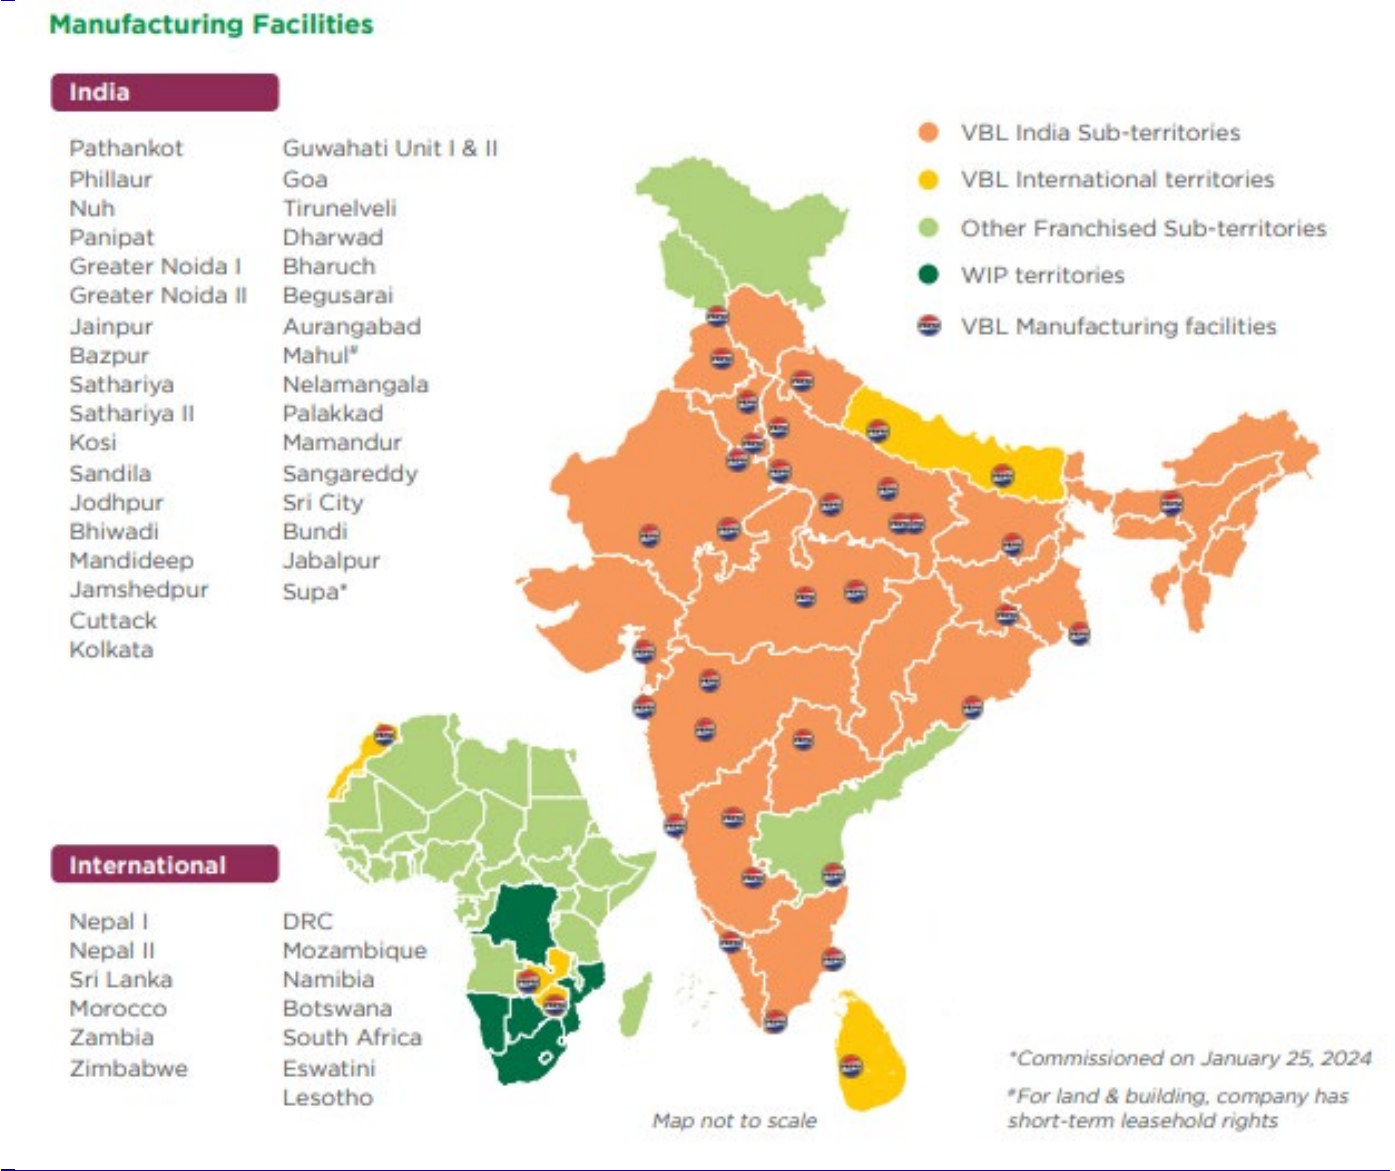 Manufacturing Facilities
India
Pathankot
Phillaur
Nuh
Panipat
Greater Noida I
Greater Noida II
Jainpur
Bazpur
Sathariya
Sathariya II
Kosi
Sandila
Jodhpur
Bhiwadi
Mandideep
Jamshedpur
Cuttack
Kolkata
Guwahati Unit I & II
Goa
Tirunelveli
Dharwad
Bharuch
Begusarai
Aurangabad
Mahul#
Nelamangala
Palakkad
Mamandur
Sangareddy
Sri City
Bundi
Jabalpur
Supa*
VBL India Sub-territories
VBL International territories
Other Franchised Sub-territories
WIP territories
VBL Manufacturing facilities
International
Nepal I
Nepal II
Sri Lanka
Morocco
Zambia
Zimbabwe
DRC
Mozambique
Namibia
Botswana
South Africa
Eswatini
Lesotho
Map not to scale
*Commissioned on January 25, 2024
#For land & building, company has
short-term leasehold rights